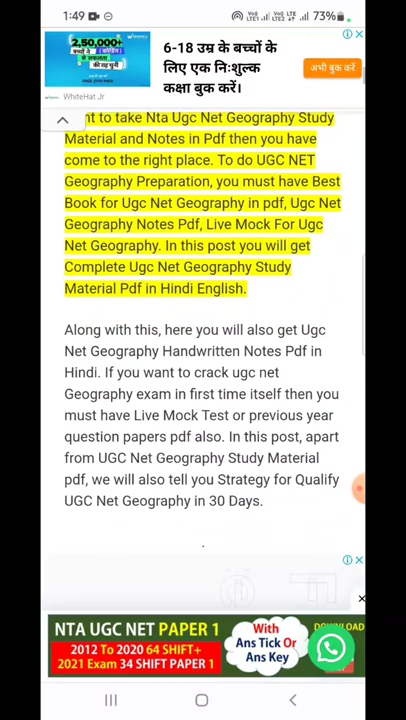 1:49
73%
2,50,000+
बच्चों ने
6-18 उम्र के बच्चों के
लिए एक निःशुल्क
कक्षा बुक करें।
अभी बुक करें
WhiteHat Jr
nt to take Nta Ugc Net Geography Study
Material and Notes in Pdf then you have
come to the right place. To do UGC NET
Geography Preparation, you must have Best
Book for Ugc Net Geography in pdf, Ugc Net
Geography Notes Pdf, Live Mock For Ugc
Net Geography. In this post you will get
Complete Ugc Net Geography Study
Material Pdf in Hindi English.
Along with this, here you will also get Ugc
Net Geography Handwritten Notes Pdf in
Hindi. If you want to crack ugc net
Geography exam in first time itself then you
must have Live Mock Test or previous year
question papers pdf also. In this post, apart
from UGC Net Geography Study Material
pdf, we will also tell you Strategy for Qualify
UGC Net Geography in 30 Days.
NTA UGC NET PAPER 1
2012 To 2020 64 SHIFT+
2021 Exam 34 SHIFT PAPER 1
With
Ans Tick Or
Ans Key
DOWNLOAD